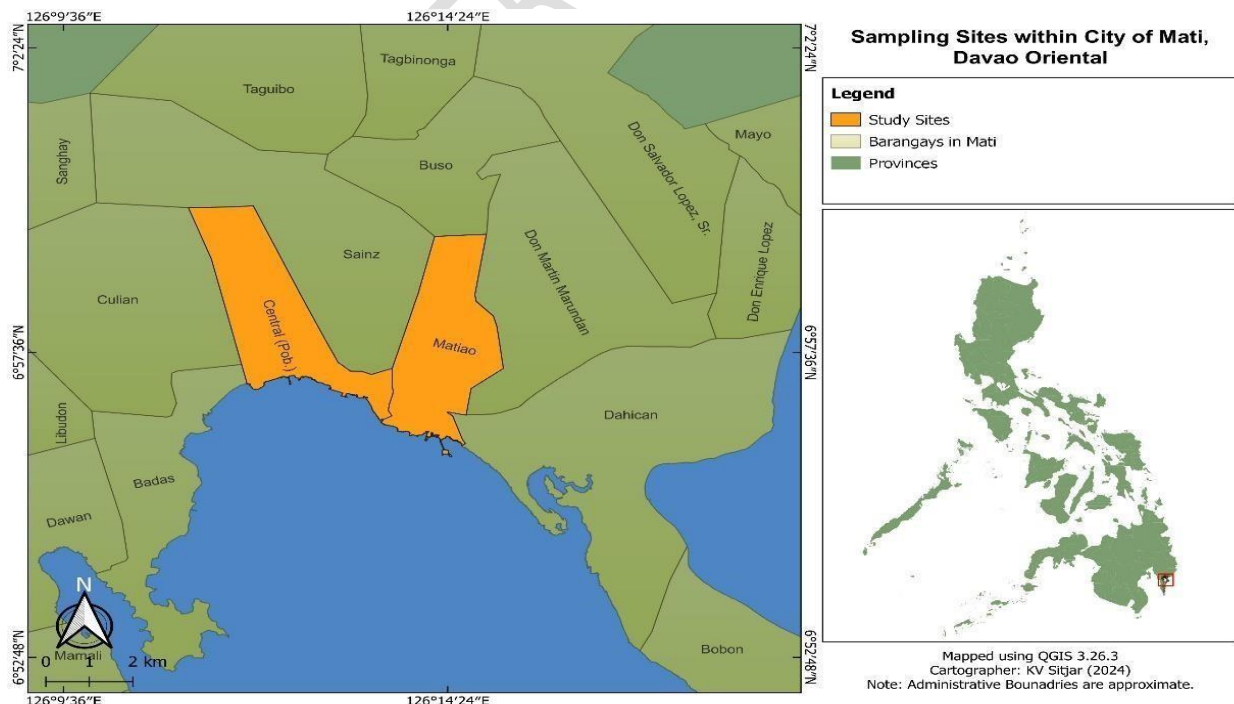 126°9′36″E
126°14′24″E
7°2′24″N
7°2′24″N
Tagbinonga
Taguibo
Sanghay
Buso
Don Salvador Lopez, Sr.
Mayo
Sainz
Culian
Don Martin Marundan
Don Enrique Lopez
Central (Pob.)
Matiao
6°57′36″N
6°57′36″N
Libudon
Dahican
Badas
Dawan
N
Mamali
Bobon
0 1 2 km
6°52′48″N
6°52′48″N
126°9′36″E
126°14′24″E
Sampling Sites within City of Mati,
Davao Oriental
Legend
Study Sites
Barangays in Mati
Provinces
Mapped using QGIS 3.26.3
Cartographer: KV Sitjar (2024)
Note: Administrative Bounadries are approximate.